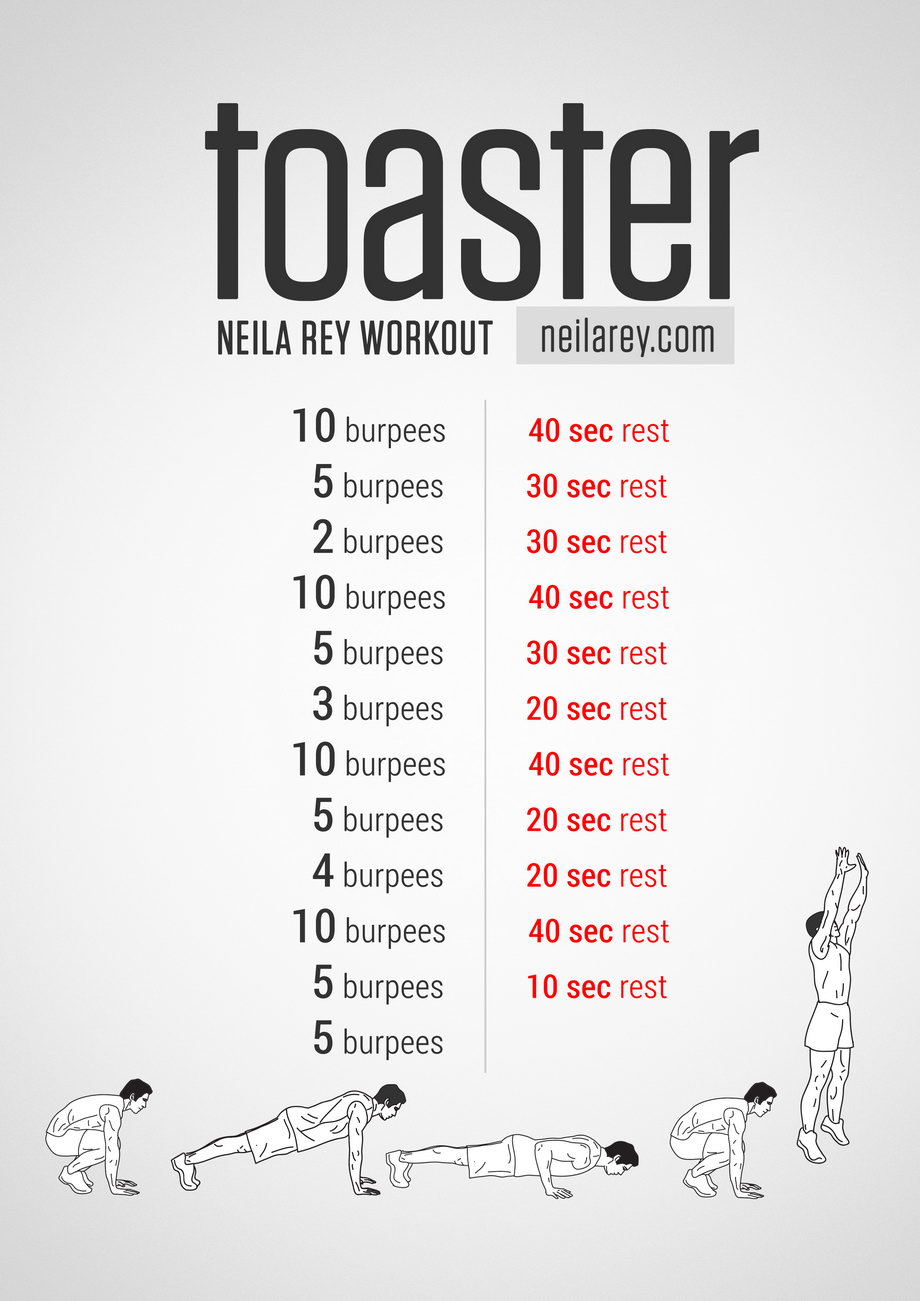 toaster
NEILA REY WORKOUT neilarey.com
10 burpees 40 sec rest
5 burpees 30 sec rest
2 burpees 30 sec rest
10 burpees 40 sec rest
5 burpees 30 sec rest
3 burpees 20 sec rest
10 burpees 40 sec rest
5 burpees 20 sec rest
4 burpees 20 sec rest
10 burpees 40 sec rest
5 burpees 10 sec rest
5 burpees